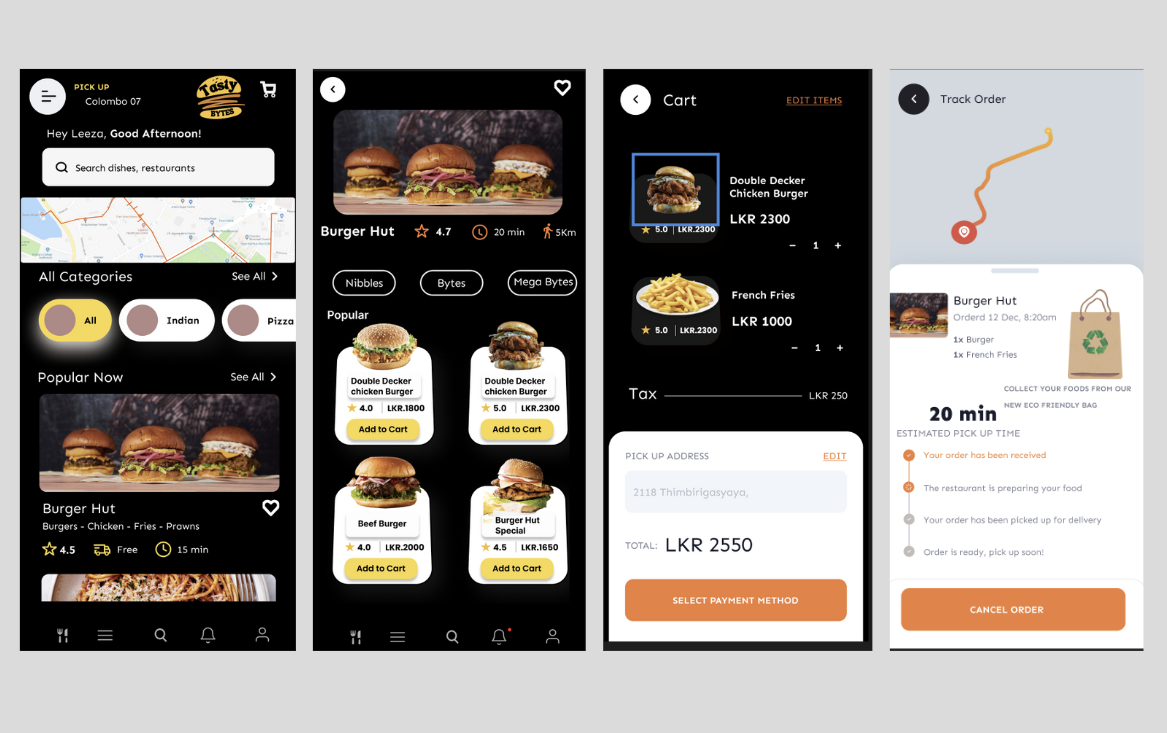 PICK UP
Colombo 07
Tasty
BYTES
Hey Leeza, Good Afternoon!
Search dishes, restaurants
All Categories
See All
All
Indian
Pizza
Popular Now
See All
Burger Hut
Burgers - Chicken - Fries - Prawns
4.5
Free
15 min
Burger Hut
4.7
20 min
5Km
Nibbles
Bytes
Mega Bytes
Popular
Double Decker
chicken Burger
4.0 | LKR.1800
Add to Cart
Double Decker
chicken Burger
5.0 | LKR.2300
Add to Cart
Beef Burger
4.0 | LKR.2000
Add to Cart
Burger Hut
Special
4.5 | LKR.1650
Add to Cart
Cart
EDIT ITEMS
Double Decker
Chicken Burger
LKR 2300
5.0 | LKR.2300
− 1 +
French Fries
LKR 1000
5.0 | LKR.2300
− 1 +
Tax
LKR 250
PICK UP ADDRESS
EDIT
2118 Thimbirigasyaya,
TOTAL: LKR 2550
SELECT PAYMENT METHOD
Track Order
Burger Hut
Orderd 12 Dec, 8:20am
1x Burger
1x French Fries
COLLECT YOUR FOODS FROM OUR
NEW ECO FRIENDLY BAG
20 min
ESTIMATED PICK UP TIME
Your order has been received
The restaurant is preparing your food
Your order has been picked up for delivery
Order is ready, pick up soon!
CANCEL ORDER